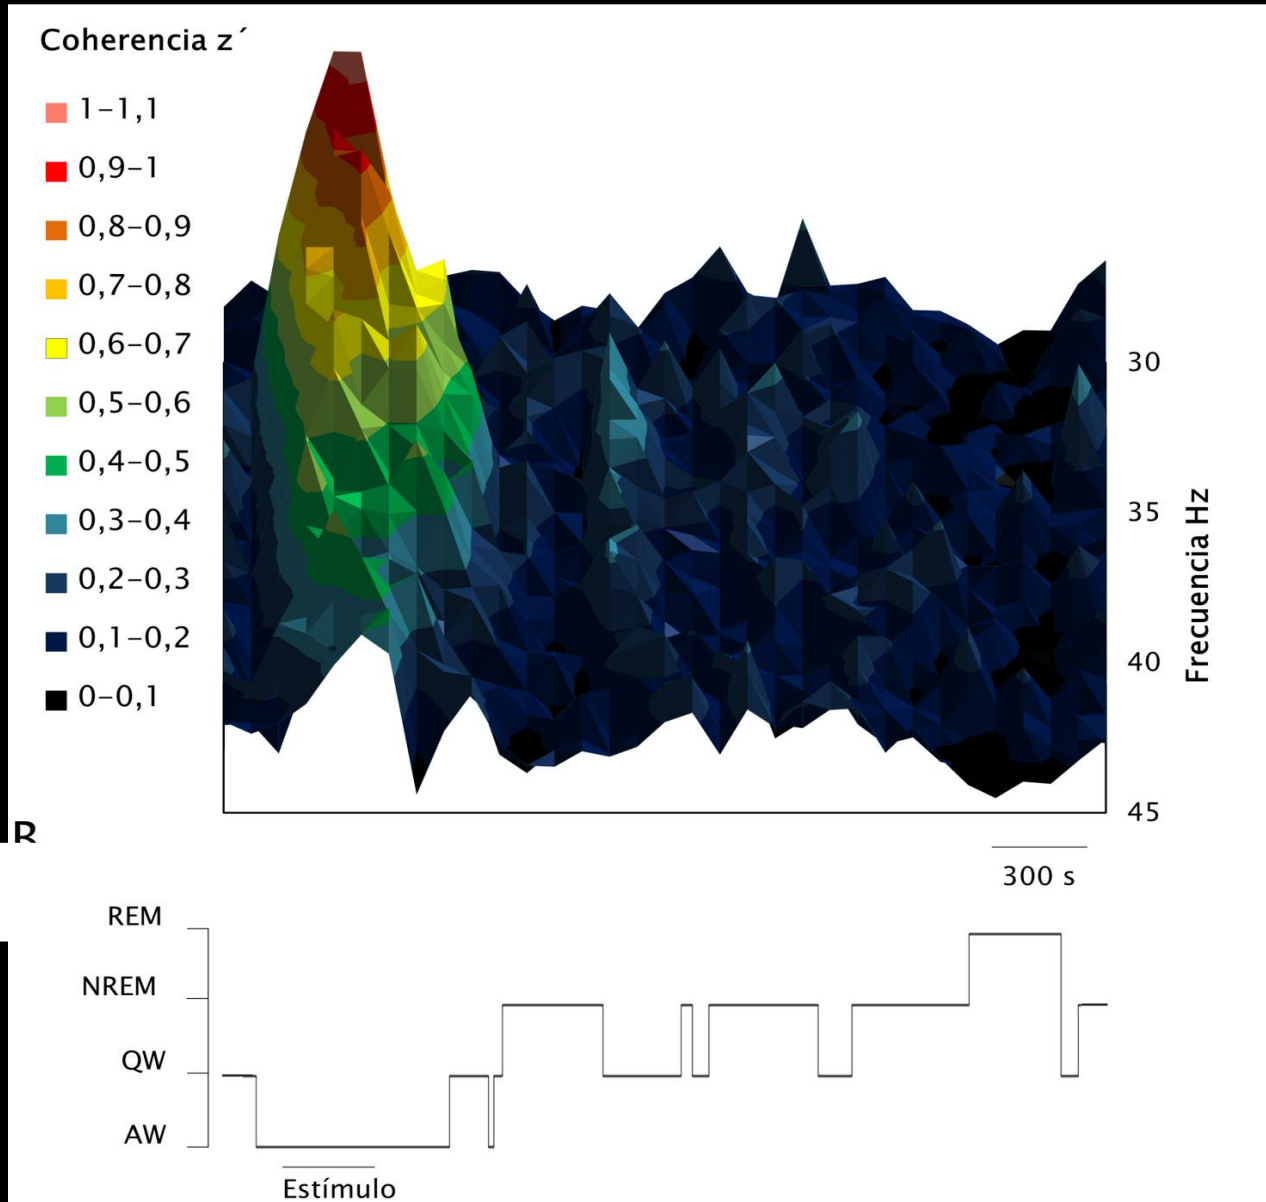 Coherencia z´
1-1,1
0,9-1
0,8-0,9
0,7-0,8
0,6-0,7
0,5-0,6
0,4-0,5
0,3-0,4
0,2-0,3
0,1-0,2
0-0,1
30
35
40
45
Frecuencia Hz
300 s
REM
NREM
QW
AW
Estímulo